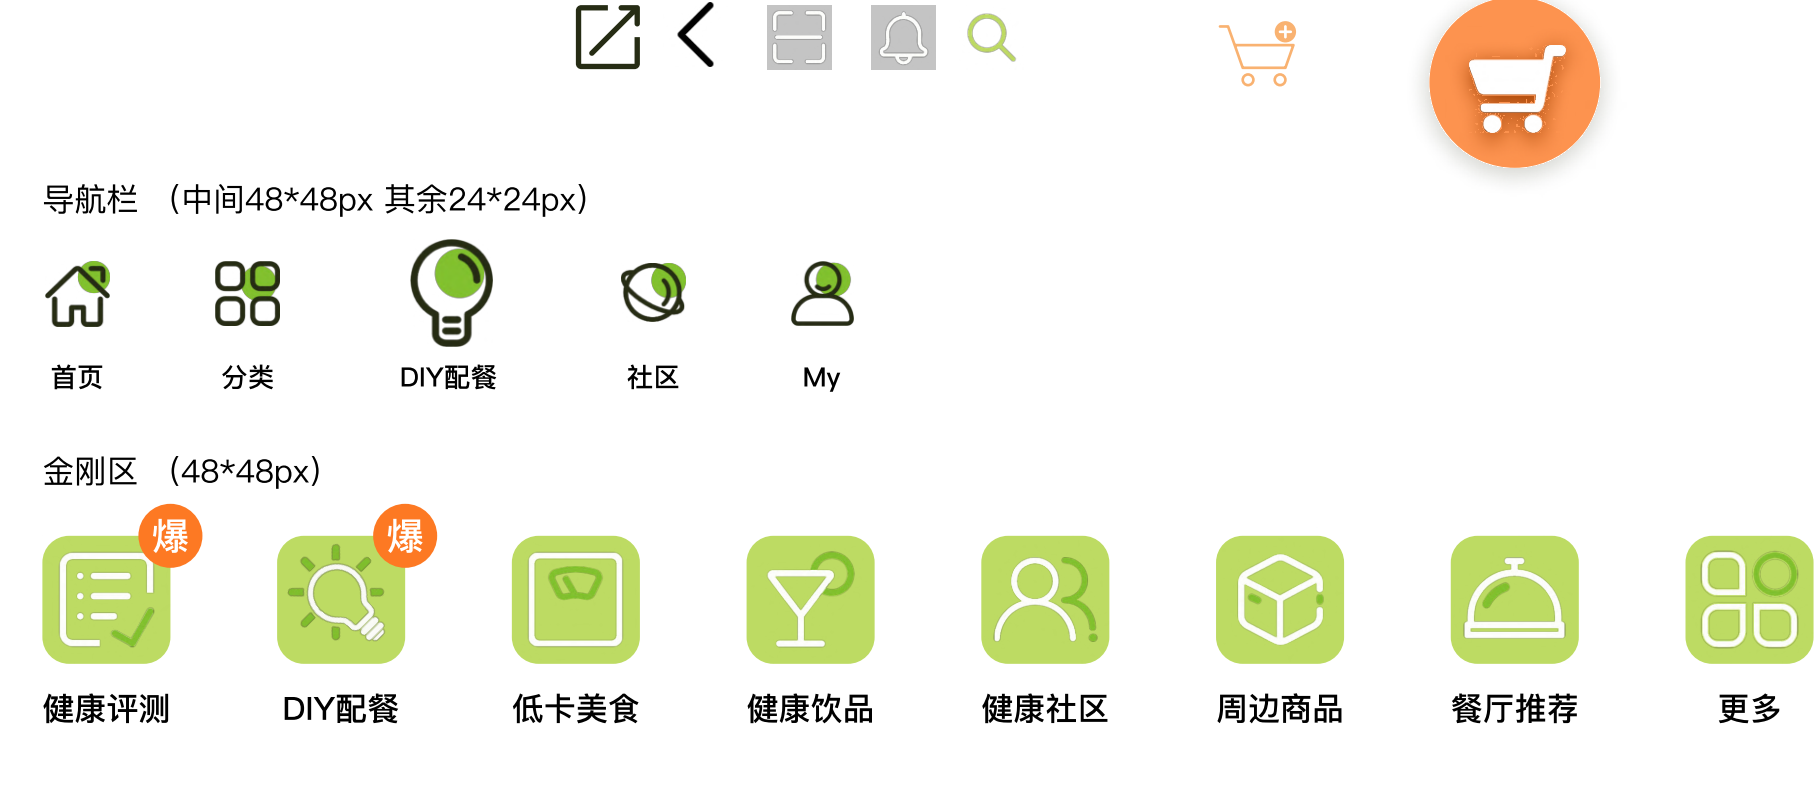 导航栏 （中间48*48px 其余24*24px）
首页 分类 DIY配餐 社区 My
金刚区 （48*48px）
爆 爆
健康评测 DIY配餐 低卡美食 健康饮品 健康社区 周边商品 餐厅推荐 更多